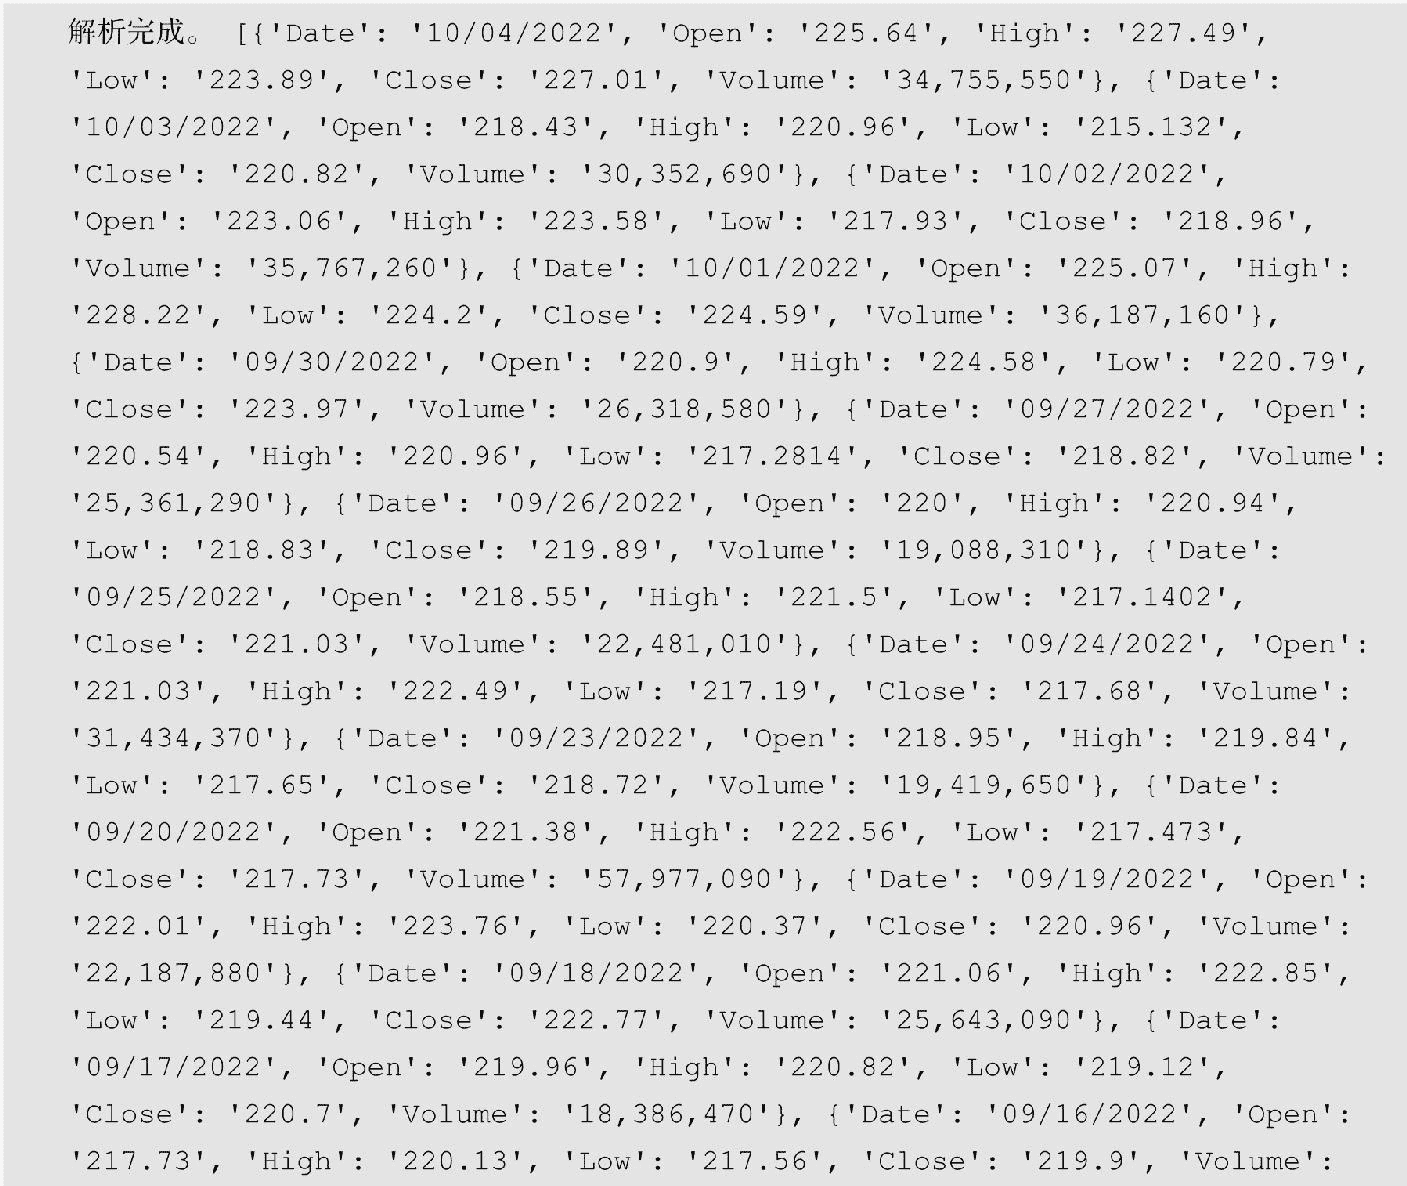 解析完成。 [{'Date': '10/04/2022', 'Open': '225.64', 'High': '227.49',
'Low': '223.89', 'Close': '227.01', 'Volume': '34,755,550'}, {'Date':
'10/03/2022', 'Open': '218.43', 'High': '220.96', 'Low': '215.132',
'Close': '220.82', 'Volume': '30,352,690'}, {'Date': '10/02/2022',
'Open': '223.06', 'High': '223.58', 'Low': '217.93', 'Close': '218.96',
'Volume': '35,767,260'}, {'Date': '10/01/2022', 'Open': '225.07', 'High':
'228.22', 'Low': '224.2', 'Close': '224.59', 'Volume': '36,187,160'},
{'Date': '09/30/2022', 'Open': '220.9', 'High': '224.58', 'Low': '220.79',
'Close': '223.97', 'Volume': '26,318,580'}, {'Date': '09/27/2022', 'Open':
'220.54', 'High': '220.96', 'Low': '217.2814', 'Close': '218.82', 'Volume':
'25,361,290'}, {'Date': '09/26/2022', 'Open': '220', 'High': '220.94',
'Low': '218.83', 'Close': '219.89', 'Volume': '19,088,310'}, {'Date':
'09/25/2022', 'Open': '218.55', 'High': '221.5', 'Low': '217.1402',
'Close': '221.03', 'Volume': '22,481,010'}, {'Date': '09/24/2022', 'Open':
'221.03', 'High': '222.49', 'Low': '217.19', 'Close': '217.68', 'Volume':
'31,434,370'}, {'Date': '09/23/2022', 'Open': '218.95', 'High': '219.84',
'Low': '217.65', 'Close': '218.72', 'Volume': '19,419,650'}, {'Date':
'09/20/2022', 'Open': '221.38', 'High': '222.56', 'Low': '217.473',
'Close': '217.73', 'Volume': '57,977,090'}, {'Date': '09/19/2022', 'Open':
'222.01', 'High': '223.76', 'Low': '220.37', 'Close': '220.96', 'Volume':
'22,187,880'}, {'Date': '09/18/2022', 'Open': '221.06', 'High': '222.85',
'Low': '219.44', 'Close': '222.77', 'Volume': '25,643,090'}, {'Date':
'09/17/2022', 'Open': '219.96', 'High': '220.82', 'Low': '219.12',
'Close': '220.7', 'Volume': '18,386,470'}, {'Date': '09/16/2022', 'Open':
'217.73', 'High': '220.13', 'Low': '217.56', 'Close': '219.9', 'Volume':